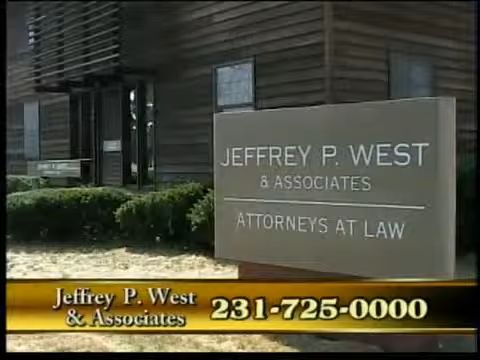 JEFFREY P. WEST
& ASSOCIATES
ATTORNEYS AT LAW
Jeffrey P. West
& Associates
231-725-0000